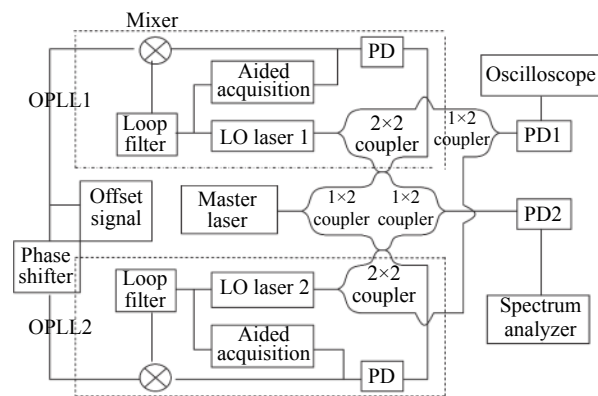 Mixer
OPLL1
PD
Aided
acquisition
Oscilloscope
Loop
filter
LO laser 1
2×2
coupler
1×2
coupler
PD1
Offset
signal
Master
laser
1×2
coupler
1×2
coupler
PD2
Phase
shifter
Loop
filter
LO laser 2
2×2
coupler
OPLL2
Aided
acquisition
Spectrum
analyzer
PD